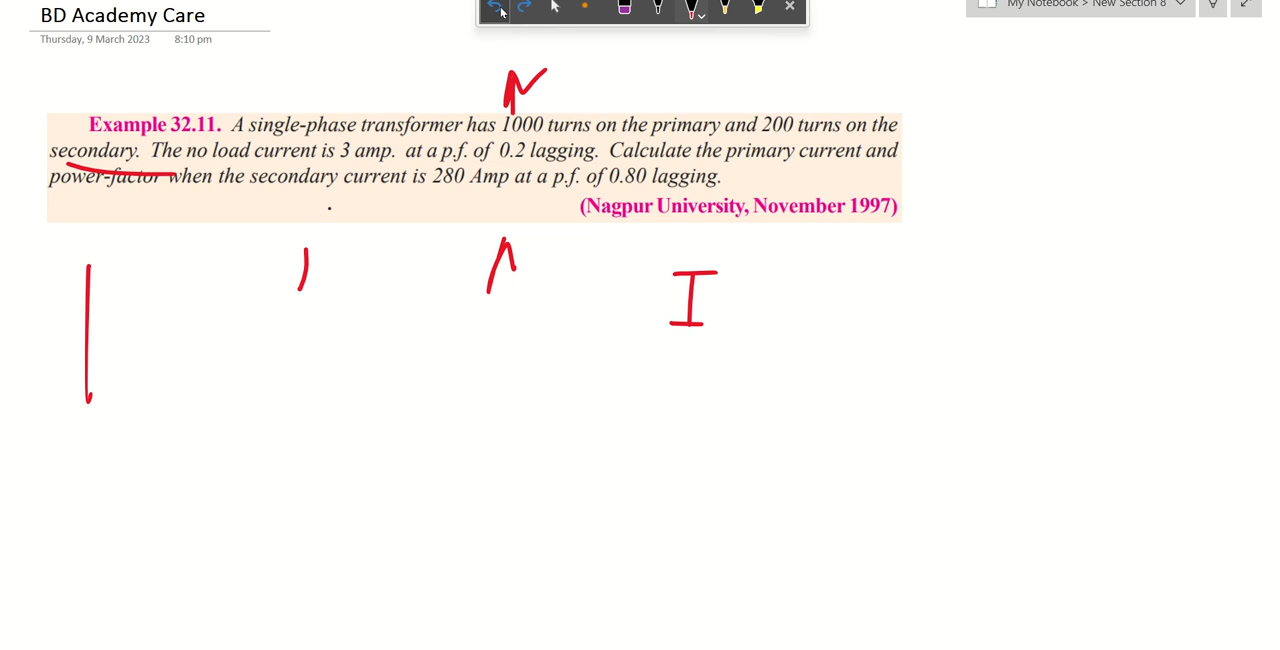 BD Academy Care
Thursday, 9 March 2023 8:10 pm
My Notebook > New Section 8
Example 32.11. A single-phase transformer has 1000 turns on the primary and 200 turns on the
secondary. The no load current is 3 amp. at a p.f. of 0.2 lagging. Calculate the primary current and
power-factor when the secondary current is 280 Amp at a p.f. of 0.80 lagging.
(Nagpur University, November 1997)
I